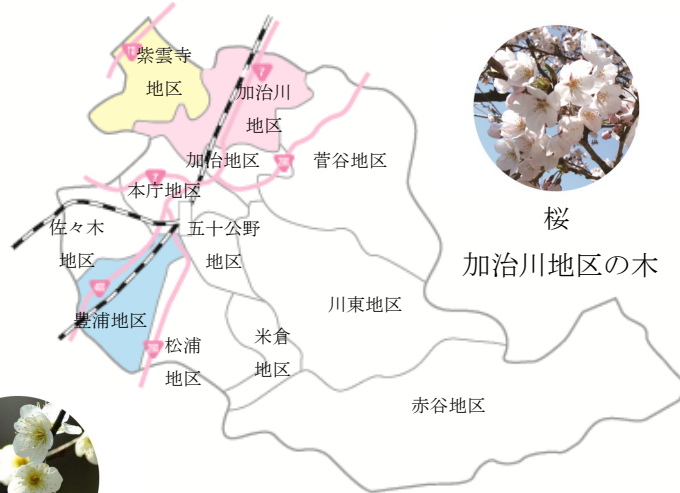 紫雲寺
地区
7
加治川
地区
加治地区
菅谷地区
7
本庁地区
佐々木
地区
五十公野
地区
桜
加治川地区の木
川東地区
豊浦地区
松浦
地区
米倉
地区
赤谷地区